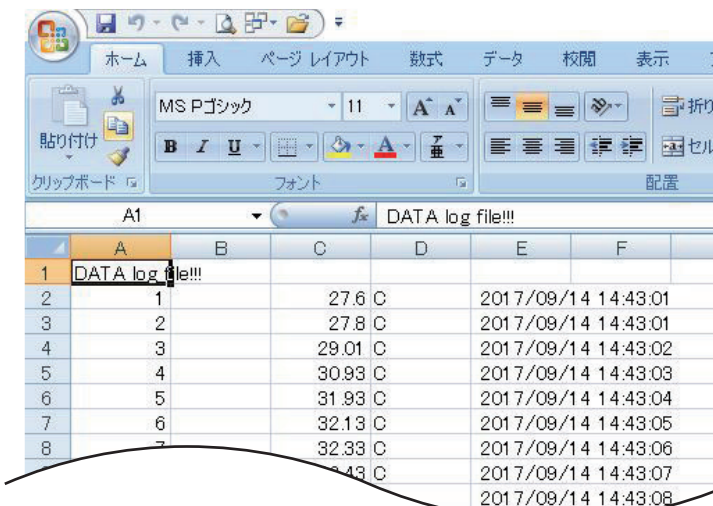 ホーム 挿入 ページ レイアウト 数式 データ 校閲 表示
MS Pゴシック 11 A A
貼り付け B I U A ア亜
クリップボード フォント 配置
A1 fx DATA log file!!!
A B C D E F
1 DATA log file!!!
2 1 27.6 C 2017/09/14 14:43:01
3 2 27.8 C 2017/09/14 14:43:01
4 3 29.01 C 2017/09/14 14:43:02
5 4 30.93 C 2017/09/14 14:43:03
6 5 31.93 C 2017/09/14 14:43:04
7 6 32.13 C 2017/09/14 14:43:05
8 32.33 C 2017/09/14 14:43:06
C 2017/09/14 14:43:07
2017/09/14 14:43:08